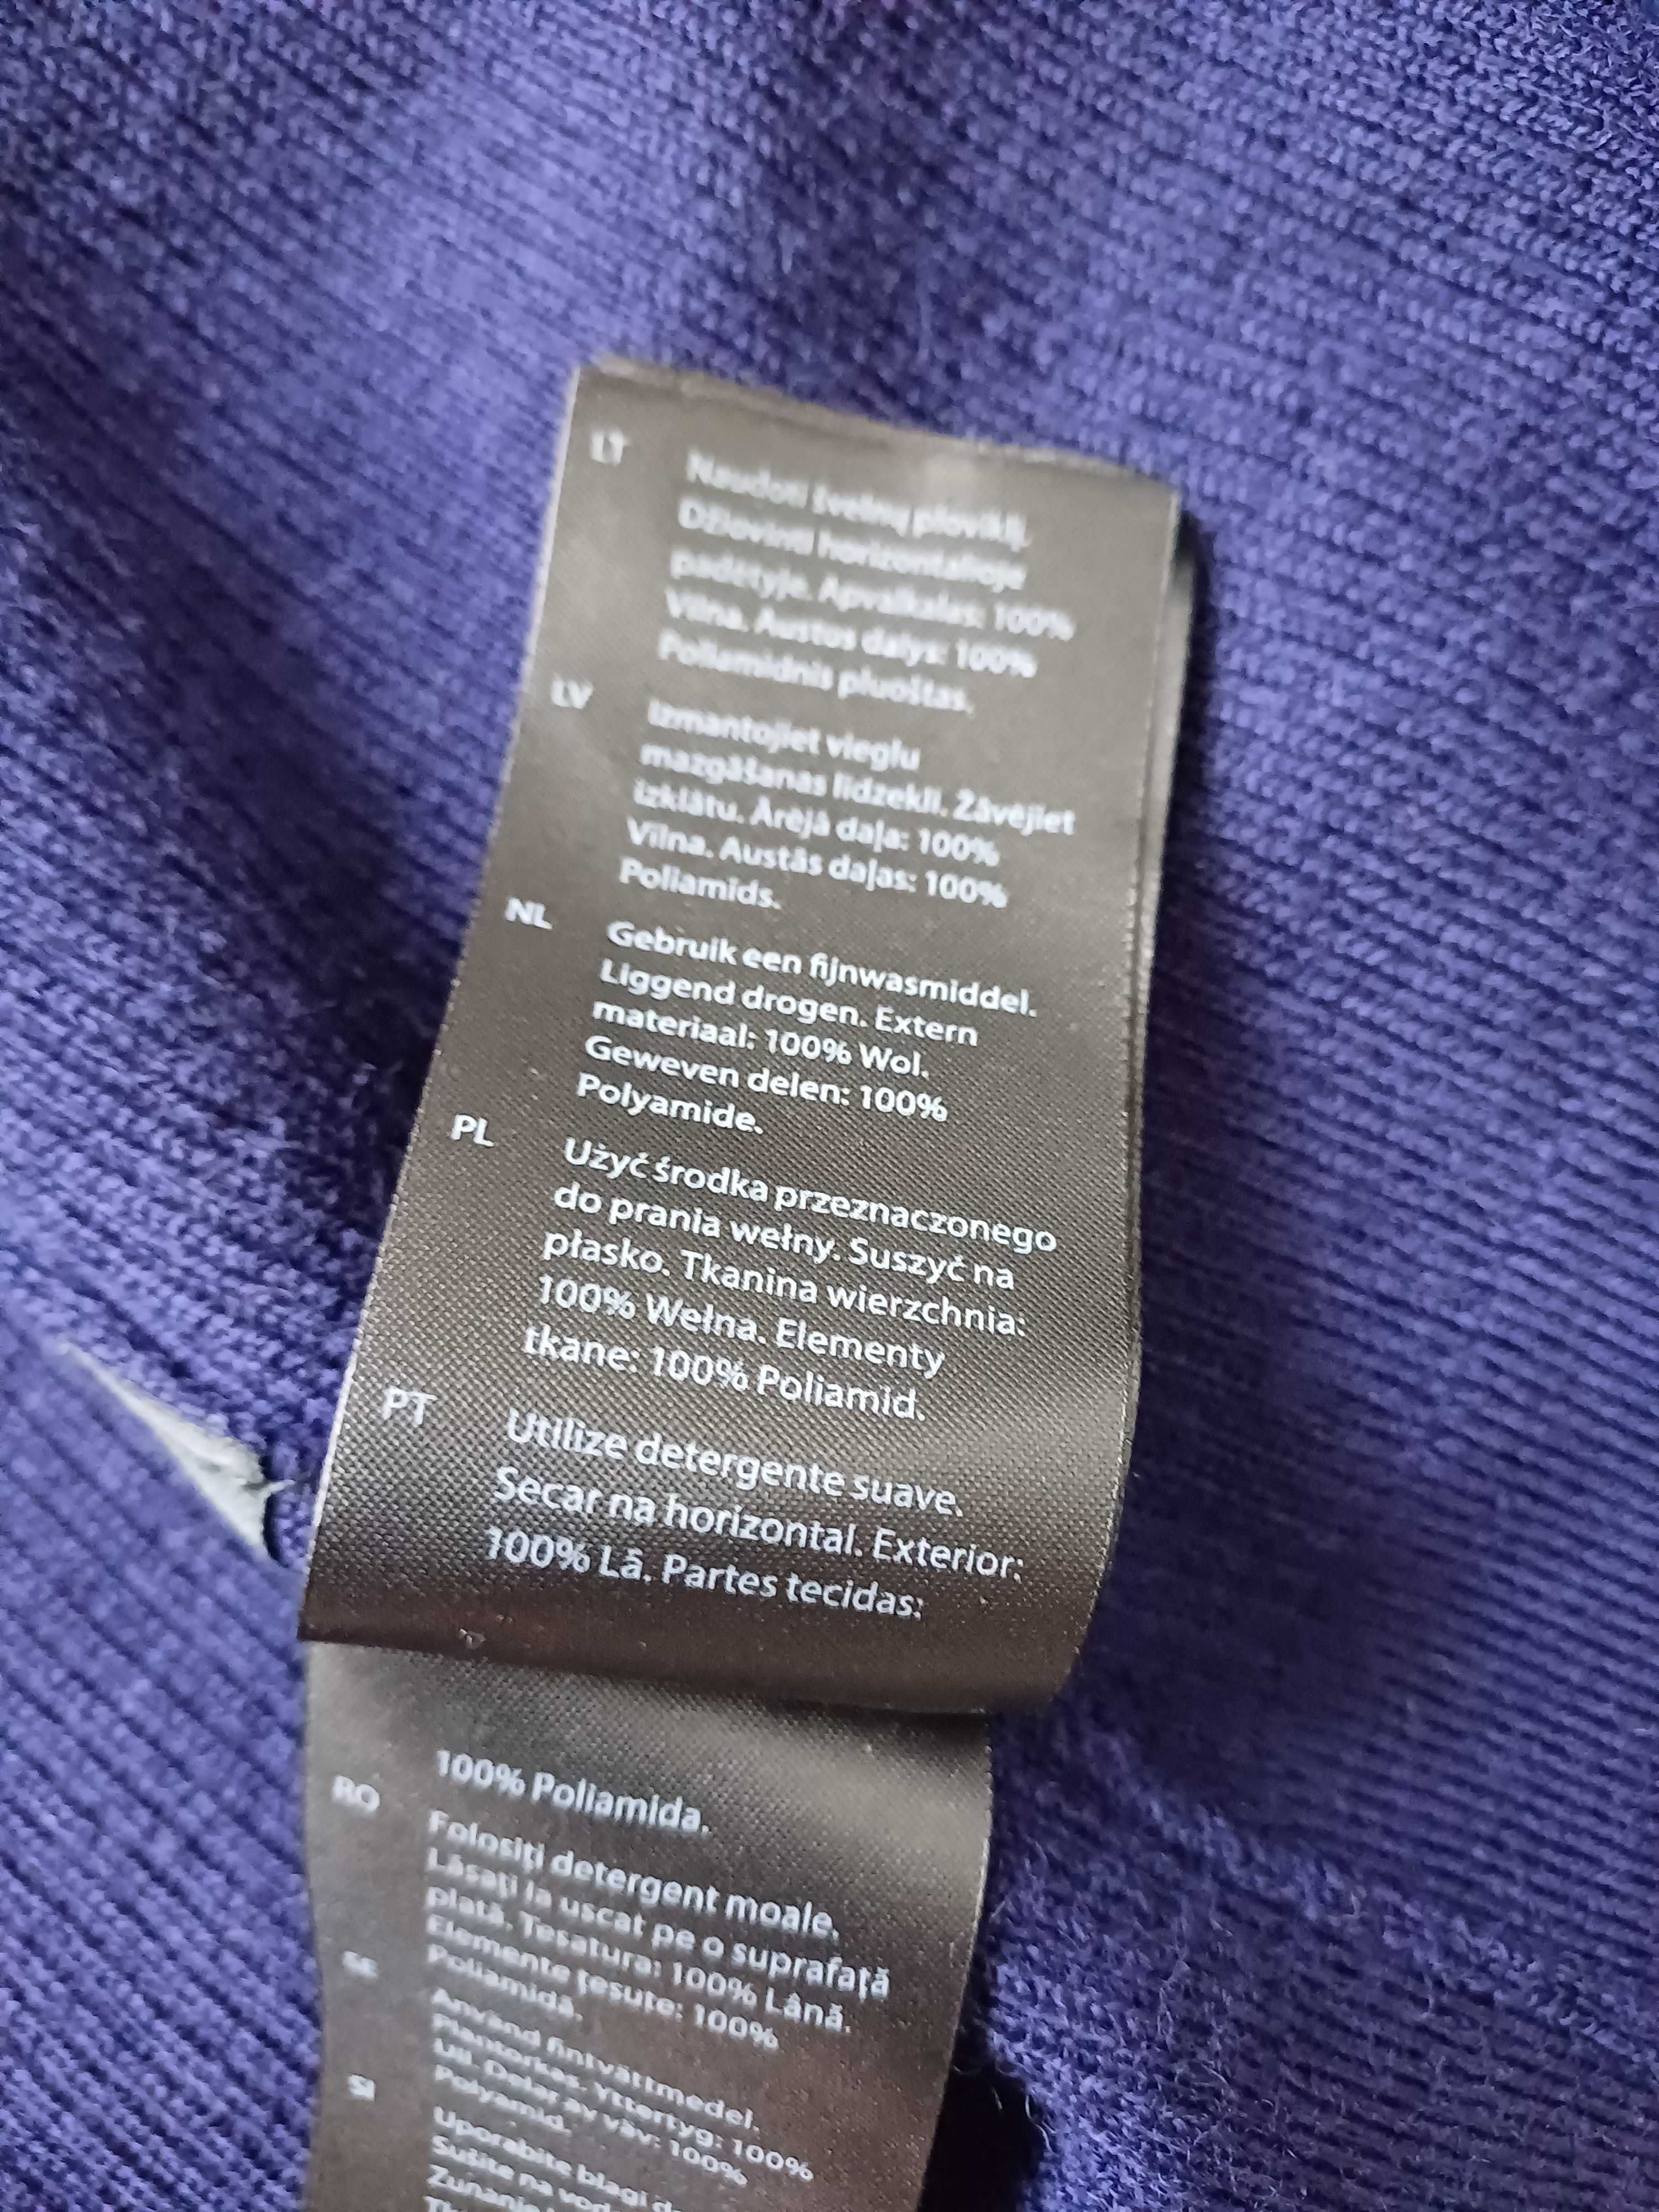 LT Naudoti švelnų ploviklį.
Džiovinti horizontalioje
padėtyje. Apvalkalas: 100%
Vilna. Austos dalys: 100%
Poliamidnis pluoštas.
LV Izmantojiet vieglu
mazgāšanas līdzekli. Žāvējiet
izklātu. Ārējā daļa: 100%
Vilna. Austās daļas: 100%
Poliamīds.
NL Gebruik een fijnwasmiddel.
Liggend drogen. Extern
materiaal: 100% Wol.
Geweven delen: 100%
Polyamide.
PL Użyć środka przeznaczonego
do prania wełny. Suszyć na
płasko. Tkanina wierzchnia:
100% Wełna. Elementy
tkane: 100% Poliamid.
PT Utilize detergente suave.
Secar na horizontal. Exterior:
100% Lã. Partes tecidas:
100% Poliamida.
RO Folosiți detergent moale.
Lăsați la uscat pe o suprafață
plată. Țesatura: 100% Lână.
Elemente țesute: 100%
Poliamidă.
SE Använd fintvättmedel.
Plantorkas. Yttertyg: 100%
Ull. Delar av väv: 100%
Polyamid.
SI Uporabite blagi
Sušite na